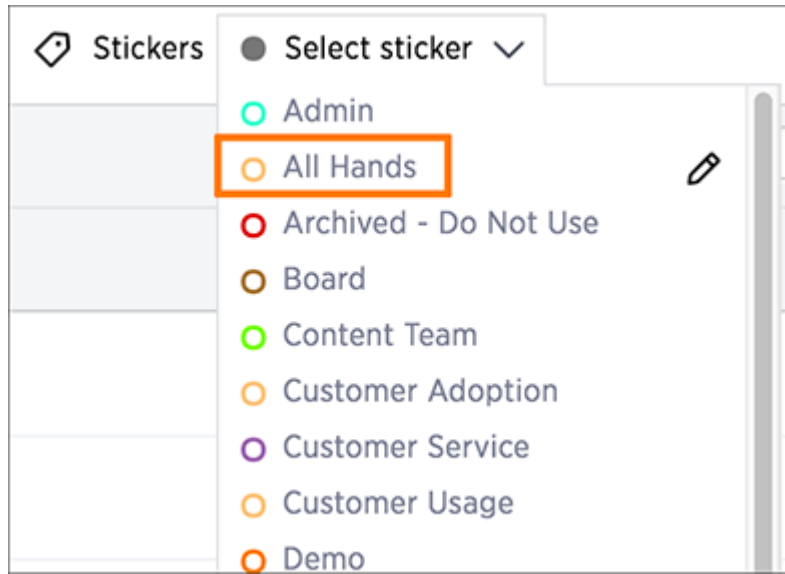 Stickers Select sticker
Admin
All Hands
Archived - Do Not Use
Board
Content Team
Customer Adoption
Customer Service
Customer Usage
Demo